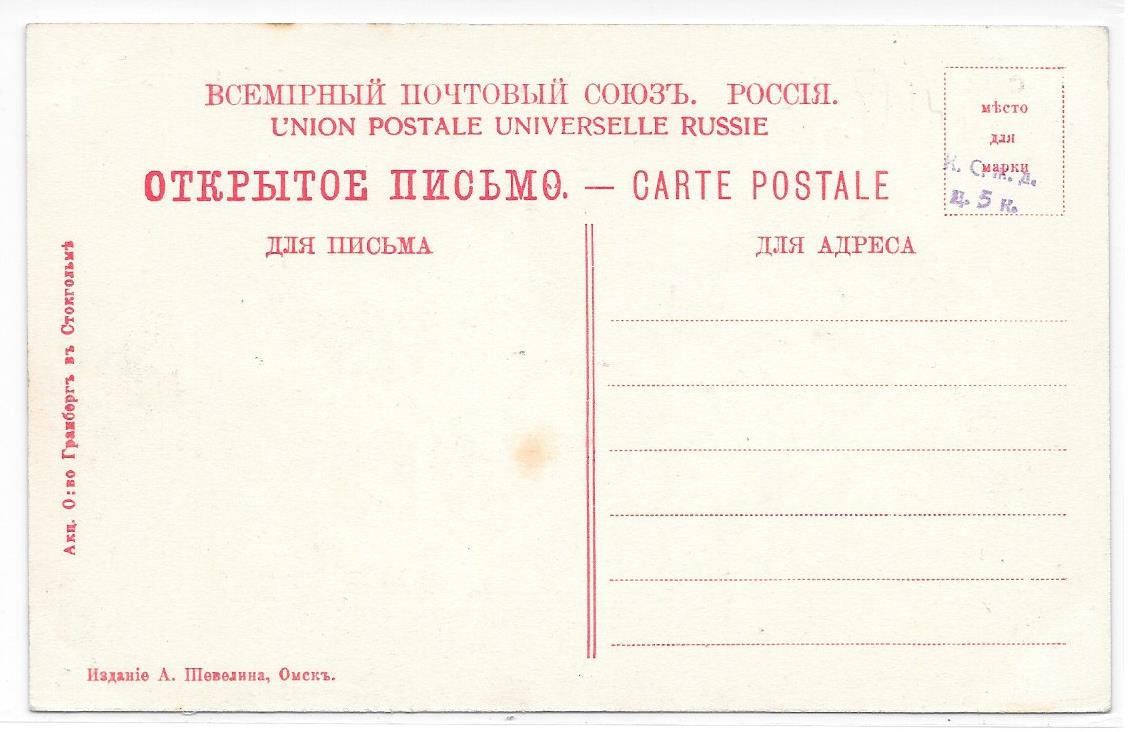 ВСЕМІРНЫЙ ПОЧТОВЫЙ СОЮЗЪ. РОССІЯ.
UNION POSTALE UNIVERSELLE RUSSIE
ОТКРЫТОЕ ПИСЬМО. — CARTE POSTALE
мѣсто
для
марки
К. С. ж. д.
ц. 5 к.
ДЛЯ ПИСЬМА
ДЛЯ АДРЕСА
Акц. О:во Гранбергъ въ Стокгольмѣ
Изданіе А. Шевелина, Омскъ.